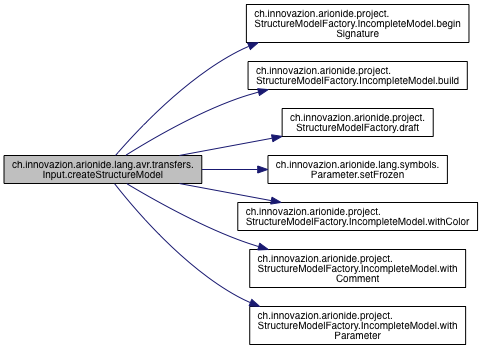 ch.innovazion.arionide.lang.avr.transfers.
Input.createStructureModel
ch.innovazion.arionide.project.
StructureModelFactory.IncompleteModel.begin
Signature
ch.innovazion.arionide.project.
StructureModelFactory.IncompleteModel.build
ch.innovazion.arionide.project.
StructureModelFactory.draft
ch.innovazion.arionide.lang.symbols.
Parameter.setFrozen
ch.innovazion.arionide.project.
StructureModelFactory.IncompleteModel.withColor
ch.innovazion.arionide.project.
StructureModelFactory.IncompleteModel.with
Comment
ch.innovazion.arionide.project.
StructureModelFactory.IncompleteModel.with
Parameter